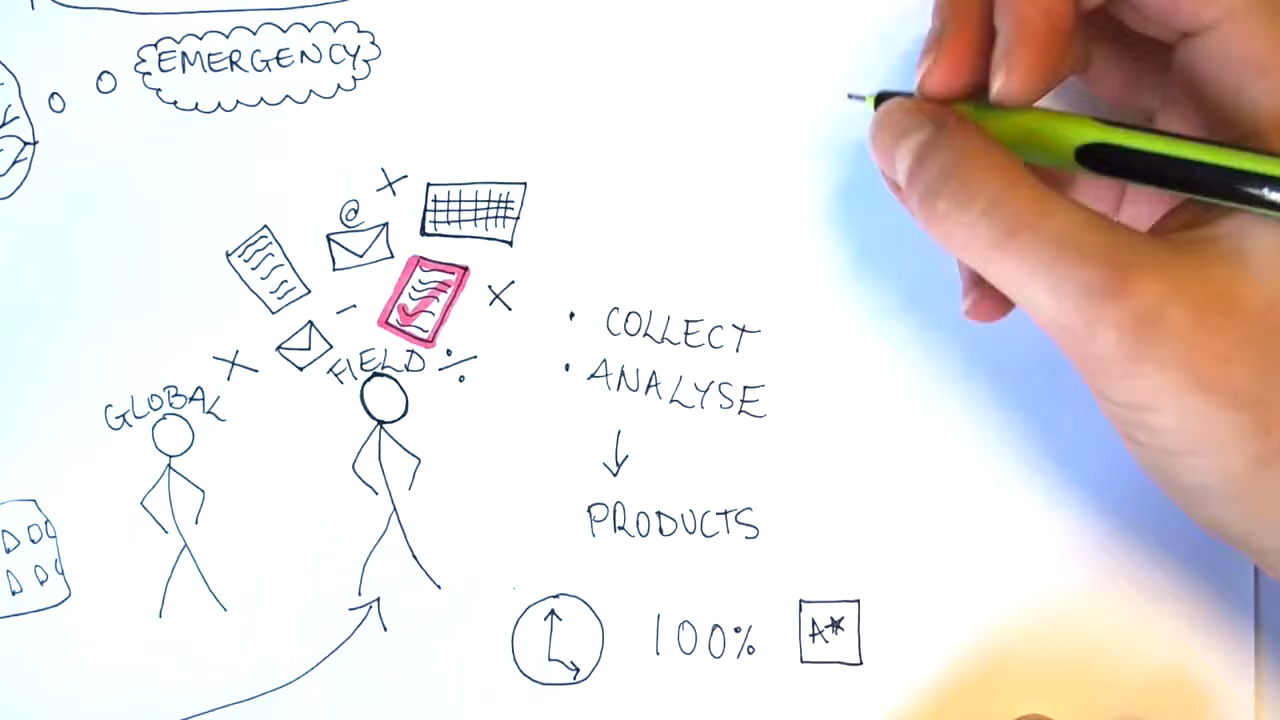 EMERGENCY
@
FIELD
GLOBAL
• COLLECT
• ANALYSE
↓
PRODUCTS
100%
A*